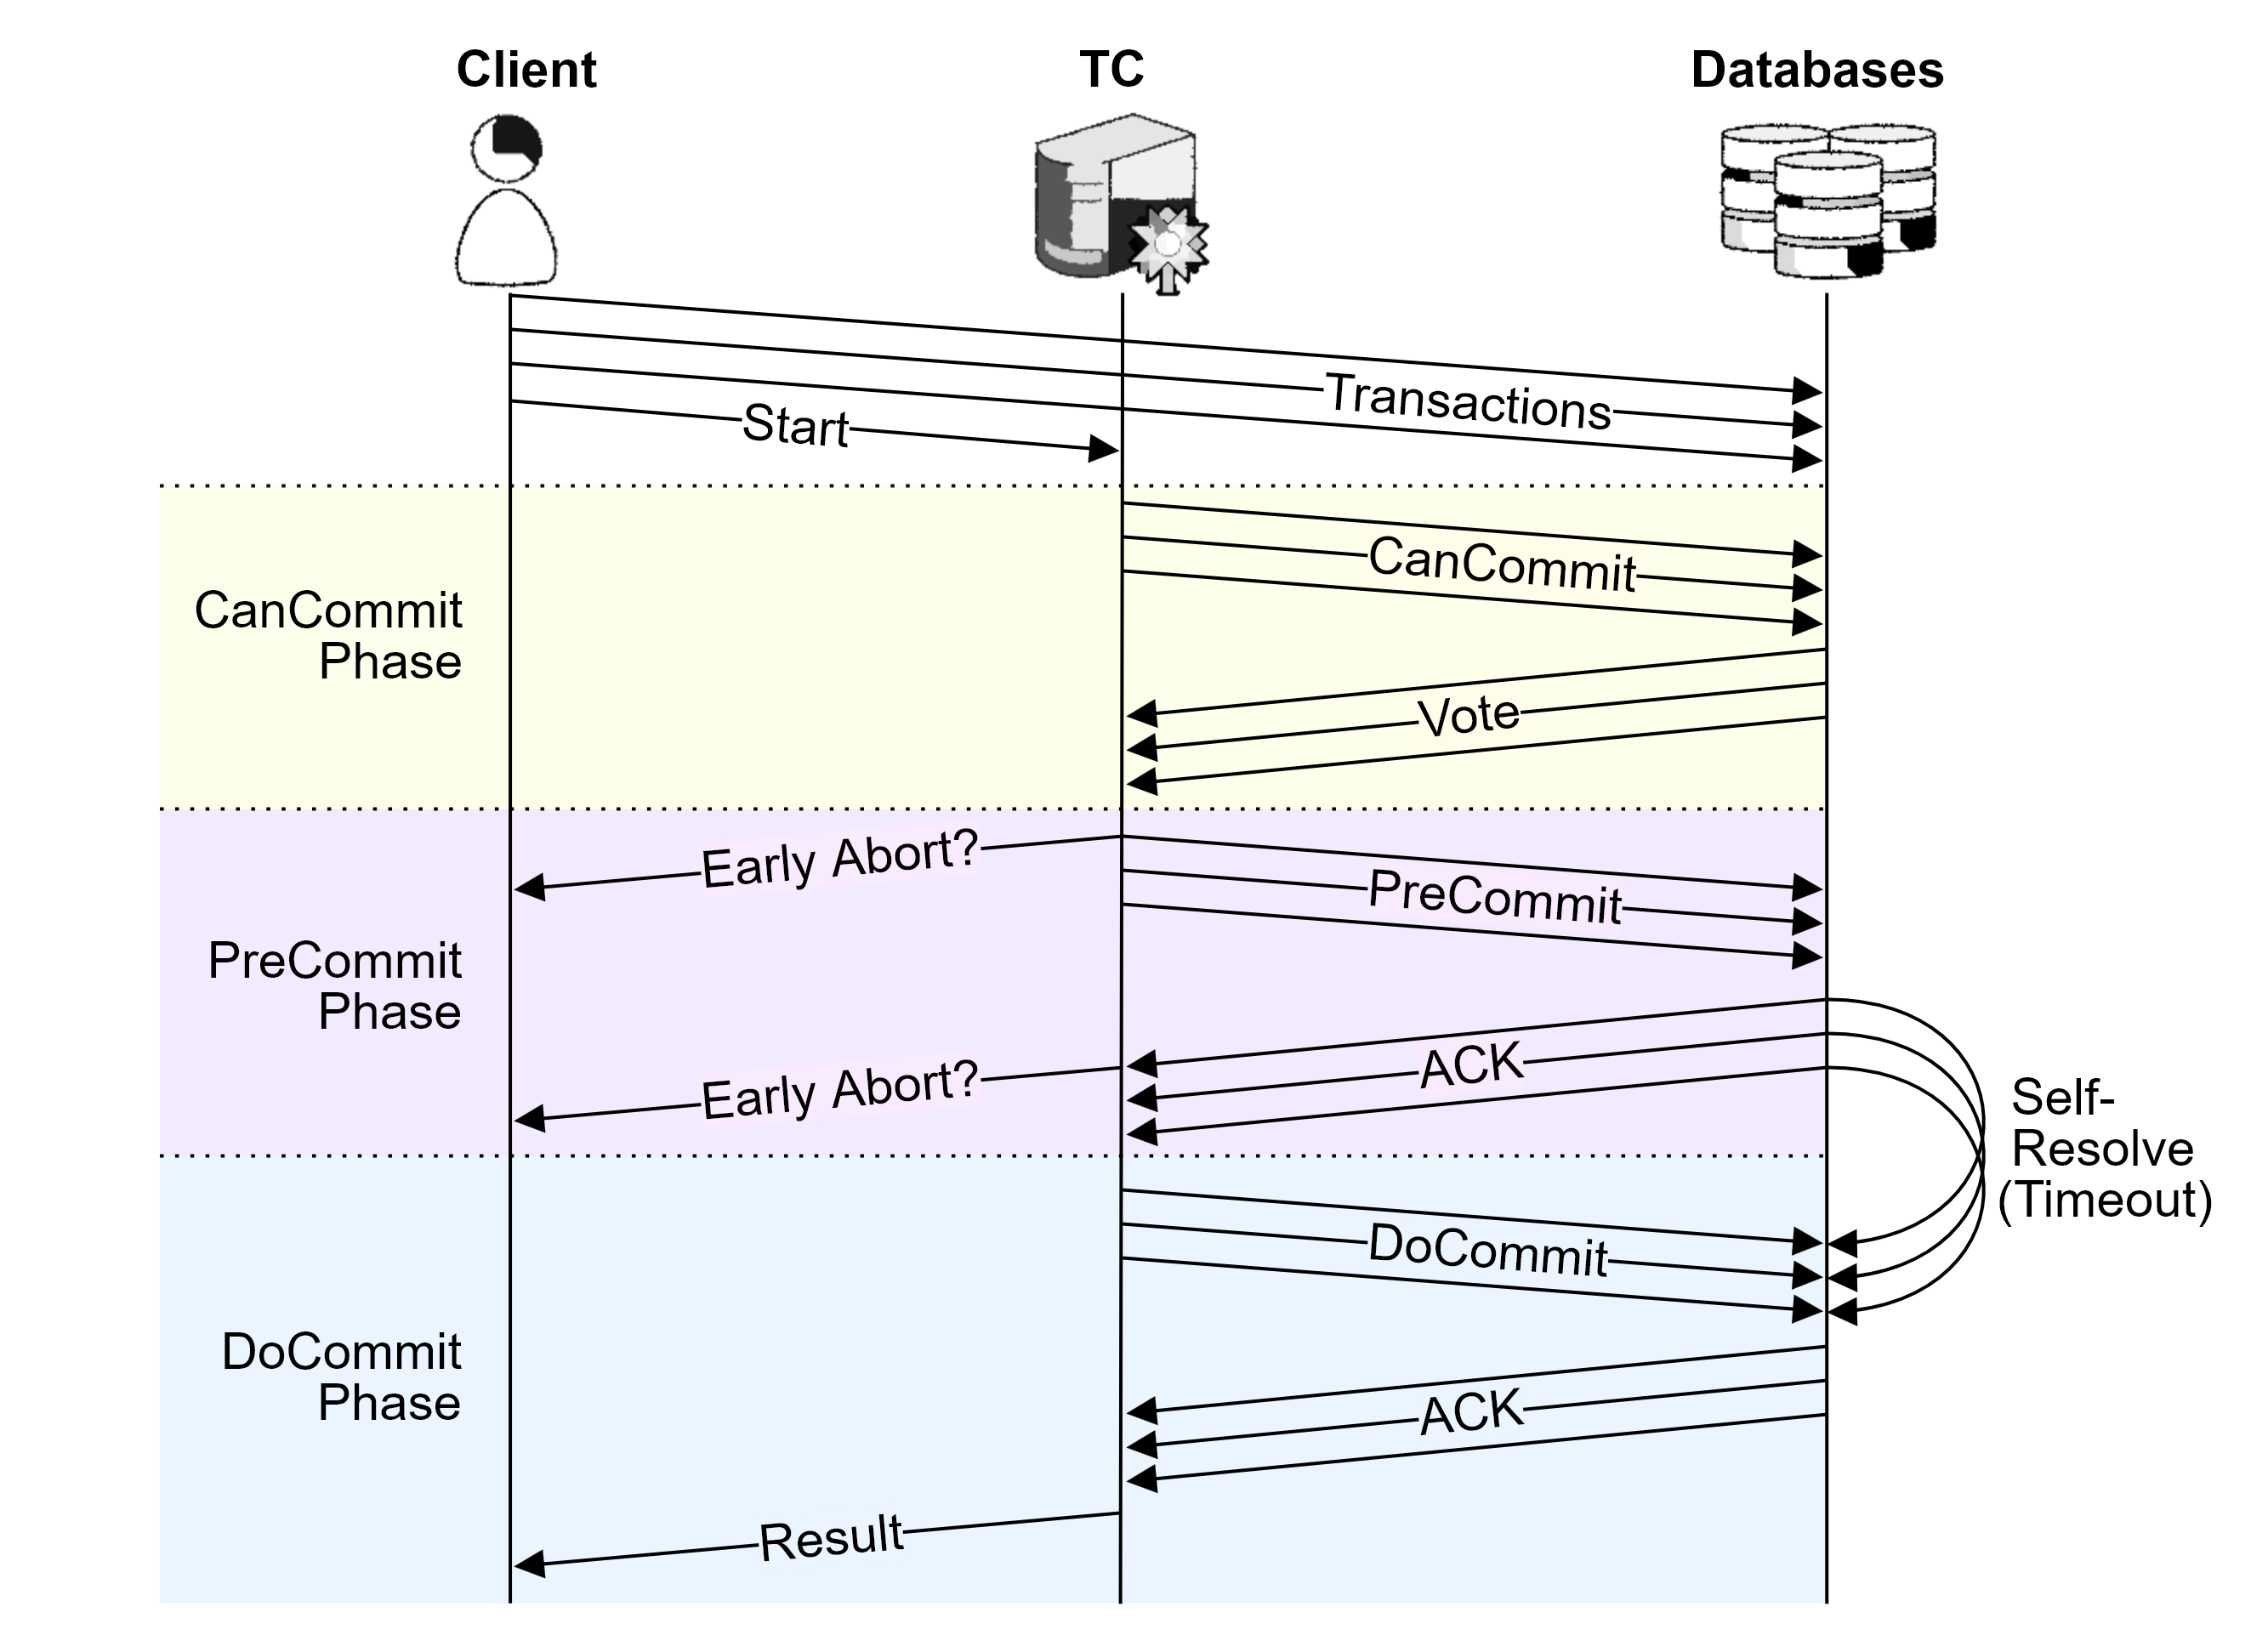 Client
TC
Databases
Transactions
Start
CanCommit
CanCommit
Phase
Vote
Early Abort?
PreCommit
PreCommit
Phase
ACK
Early Abort?
Self-
Resolve
(Timeout)
DoCommit
DoCommit
Phase
ACK
Result